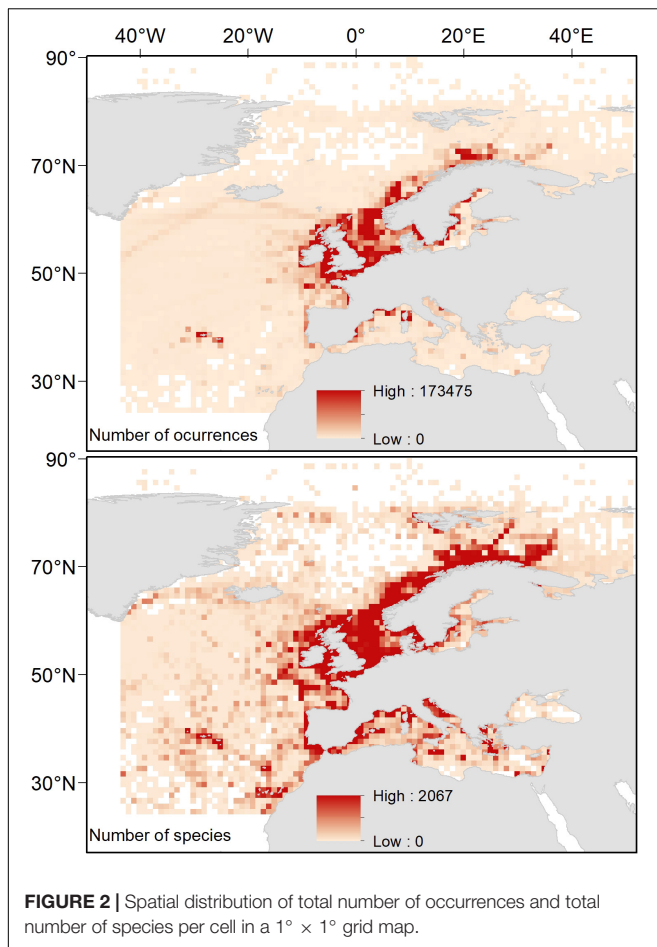 40°W 20°W 0° 20°E 40°E
90°
70°N
50°N
30°N
High : 173475
Low : 0
Number of ocurrences
90°
70°N
50°N
30°N
High : 2067
Low : 0
Number of species
FIGURE 2 | Spatial distribution of total number of occurrences and total
number of species per cell in a 1° × 1° grid map.